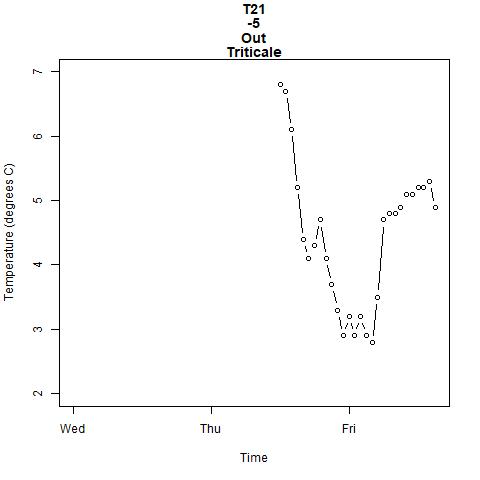 T21
-5
Out
Triticale
Temperature (degrees C)
7
6
5
4
3
2
Wed
Thu
Fri
Time